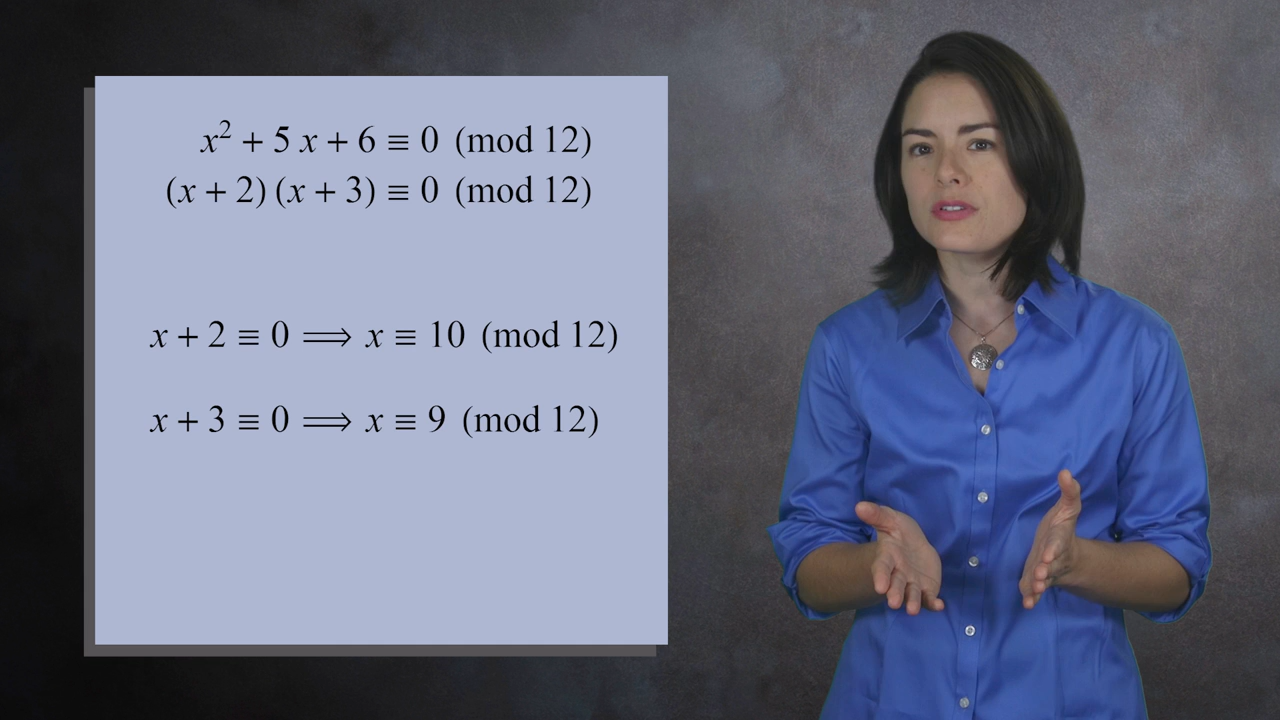 x² + 5 x + 6 ≡ 0 (mod 12)
(x + 2) (x + 3) ≡ 0 (mod 12)
x + 2 ≡ 0 ⟹ x ≡ 10 (mod 12)
x + 3 ≡ 0 ⟹ x ≡ 9 (mod 12)